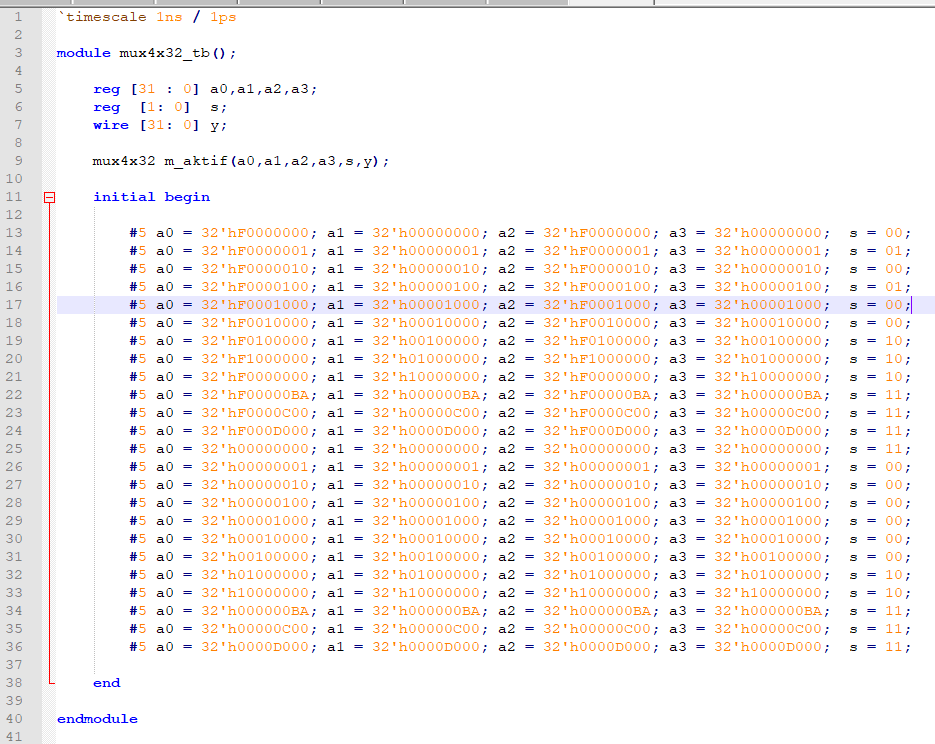 1 `timescale 1ns / 1ps
2
3 module mux4x32_tb();
4
5 reg [31 : 0] a0,a1,a2,a3;
6 reg [1: 0] s;
7 wire [31: 0] y;
8
9 mux4x32 m_aktif(a0,a1,a2,a3,s,y);
10
11 initial begin
12
13 #5 a0 = 32'hF0000000; a1 = 32'h00000000; a2 = 32'hF0000000; a3 = 32'h00000000; s = 00;
14 #5 a0 = 32'hF0000001; a1 = 32'h00000001; a2 = 32'hF0000001; a3 = 32'h00000001; s = 01;
15 #5 a0 = 32'hF0000010; a1 = 32'h00000010; a2 = 32'hF0000010; a3 = 32'h00000010; s = 00;
16 #5 a0 = 32'hF0000100; a1 = 32'h00000100; a2 = 32'hF0000100; a3 = 32'h00000100; s = 01;
17 #5 a0 = 32'hF0001000; a1 = 32'h00001000; a2 = 32'hF0001000; a3 = 32'h00001000; s = 00;
18 #5 a0 = 32'hF0010000; a1 = 32'h00010000; a2 = 32'hF0010000; a3 = 32'h00010000; s = 00;
19 #5 a0 = 32'hF0100000; a1 = 32'h00100000; a2 = 32'hF0100000; a3 = 32'h00100000; s = 10;
20 #5 a0 = 32'hF1000000; a1 = 32'h01000000; a2 = 32'hF1000000; a3 = 32'h01000000; s = 10;
21 #5 a0 = 32'hF0000000; a1 = 32'h10000000; a2 = 32'hF0000000; a3 = 32'h10000000; s = 10;
22 #5 a0 = 32'hF00000BA; a1 = 32'h000000BA; a2 = 32'hF00000BA; a3 = 32'h000000BA; s = 11;
23 #5 a0 = 32'hF0000C00; a1 = 32'h00000C00; a2 = 32'hF0000C00; a3 = 32'h00000C00; s = 11;
24 #5 a0 = 32'hF000D000; a1 = 32'h0000D000; a2 = 32'hF000D000; a3 = 32'h0000D000; s = 11;
25 #5 a0 = 32'h00000000; a1 = 32'h00000000; a2 = 32'h00000000; a3 = 32'h00000000; s = 11;
26 #5 a0 = 32'h00000001; a1 = 32'h00000001; a2 = 32'h00000001; a3 = 32'h00000001; s = 00;
27 #5 a0 = 32'h00000010; a1 = 32'h00000010; a2 = 32'h00000010; a3 = 32'h00000010; s = 00;
28 #5 a0 = 32'h00000100; a1 = 32'h00000100; a2 = 32'h00000100; a3 = 32'h00000100; s = 00;
29 #5 a0 = 32'h00001000; a1 = 32'h00001000; a2 = 32'h00001000; a3 = 32'h00001000; s = 00;
30 #5 a0 = 32'h00010000; a1 = 32'h00010000; a2 = 32'h00010000; a3 = 32'h00010000; s = 00;
31 #5 a0 = 32'h00100000; a1 = 32'h00100000; a2 = 32'h00100000; a3 = 32'h00100000; s = 00;
32 #5 a0 = 32'h01000000; a1 = 32'h01000000; a2 = 32'h01000000; a3 = 32'h01000000; s = 10;
33 #5 a0 = 32'h10000000; a1 = 32'h10000000; a2 = 32'h10000000; a3 = 32'h10000000; s = 10;
34 #5 a0 = 32'h000000BA; a1 = 32'h000000BA; a2 = 32'h000000BA; a3 = 32'h000000BA; s = 11;
35 #5 a0 = 32'h00000C00; a1 = 32'h00000C00; a2 = 32'h00000C00; a3 = 32'h00000C00; s = 11;
36 #5 a0 = 32'h0000D000; a1 = 32'h0000D000; a2 = 32'h0000D000; a3 = 32'h0000D000; s = 11;
37
38 end
39
40 endmodule
41